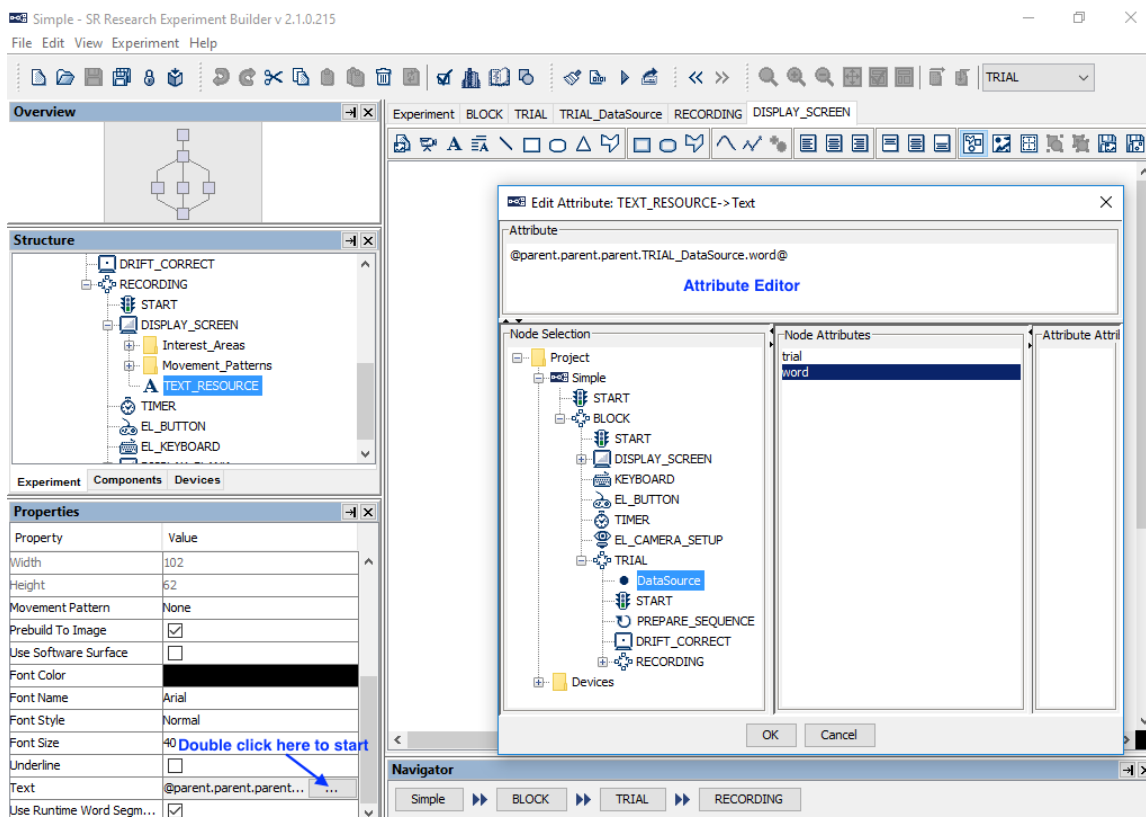 Simple - SR Research Experiment Builder v 2.1.0.215
File Edit View Experiment Help
TRIAL
Overview
Experiment BLOCK TRIAL TRIAL_DataSource RECORDING DISPLAY_SCREEN
Structure
DRIFT_CORRECT
RECORDING
START
DISPLAY_SCREEN
Interest_Areas
Movement_Patterns
TEXT_RESOURCE
TIMER
EL_BUTTON
EL_KEYBOARD
Experiment Components Devices
Properties
Property Value
Width 102
Height 62
Movement Pattern None
Prebuild To Image
Use Software Surface
Font Color
Font Name Arial
Font Style Normal
Font Size 40
Double click here to start
Underline
Text @parent.parent.parent... ...
Use Runtime Word Segm...
Edit Attribute: TEXT_RESOURCE->Text
Attribute
@parent.parent.parent.TRIAL_DataSource.word@
Attribute Editor
Node Selection
Project
Simple
START
BLOCK
START
DISPLAY_SCREEN
KEYBOARD
EL_BUTTON
TIMER
EL_CAMERA_SETUP
TRIAL
DataSource
START
PREPARE_SEQUENCE
DRIFT_CORRECT
RECORDING
Devices
Node Attributes
trial
word
Attribute Attril
OK Cancel
Navigator
Simple BLOCK TRIAL RECORDING